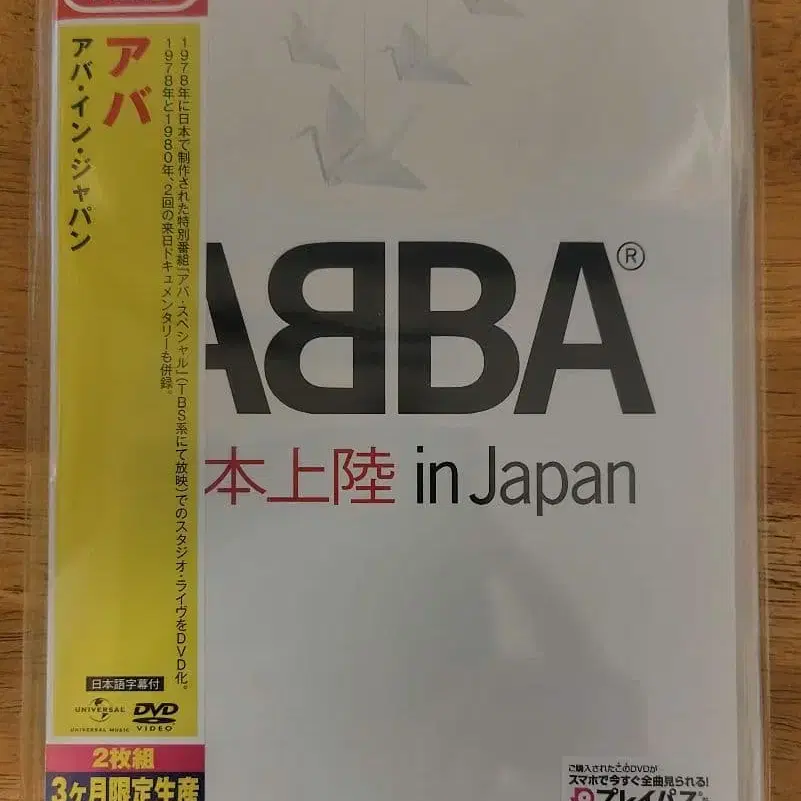 アバ
アバ・イン・ジャパン
1978年に日本で制作された特別番組「アバ・スペシャル」(TBS系にて放映)でのスタジオ・ライヴをDVD化。
1978年と1980年、2回の来日ドキュメンタリーも併録。
ABBA®
本上陸 in Japan
日本語字幕付
UNIVERSAL
UNIVERSAL MUSIC
DVD
VIDEO
2枚組
3ヶ月限定生産
ご購入されたこのDVDが
スマホで今すぐ全曲見られる!
プレイパス